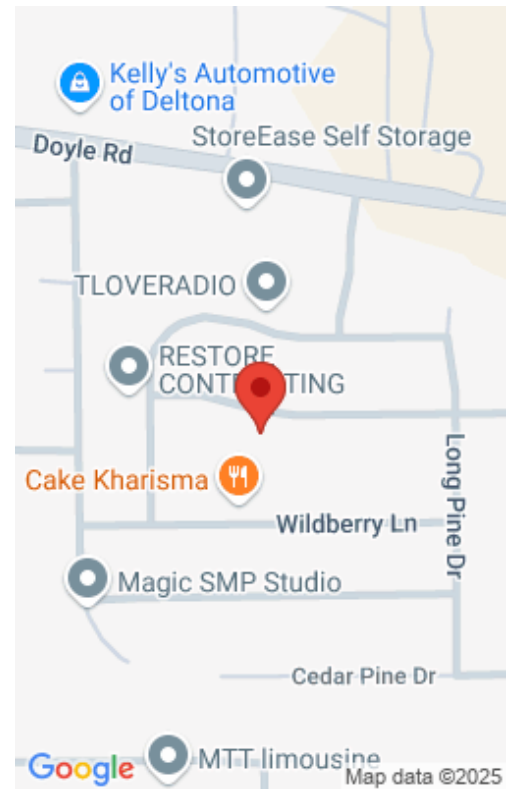 Kelly's Automotive
of Deltona
StoreEase Self Storage
Doyle Rd
TLOVERADIO
RESTORE
CONTRACTING
Cake Kharisma
Long Pine Dr
Wildberry Ln
Magic SMP Studio
Cedar Pine Dr
MTT limousine
Google
Map data ©2025